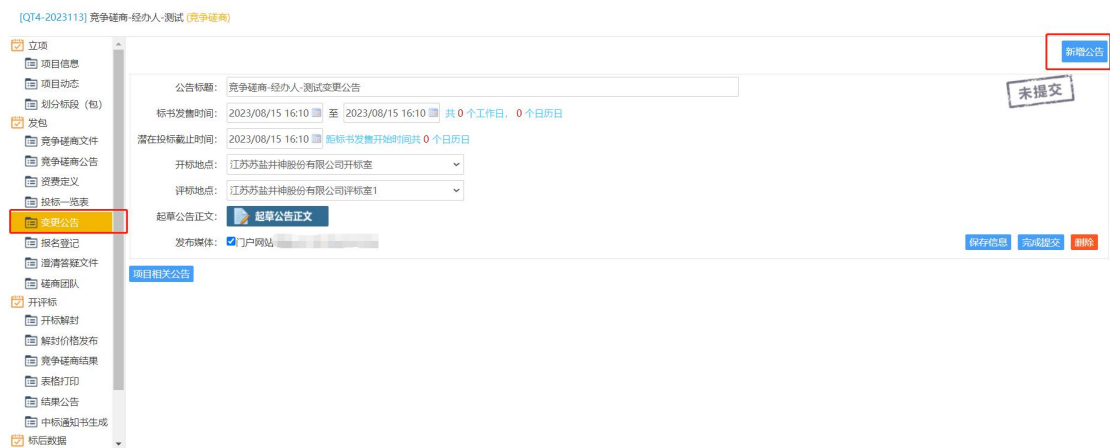 [QT4-2023113] 竞争磋商-经办人-测试 (竞争磋商)
立项
项目信息
项目动态
划分标段（包）
发包
竞争磋商文件
竞争磋商公告
资费定义
投标一览表
变更公告
报名登记
澄清答疑文件
磋商团队
开评标
开标解封
解封价格发布
竞争磋商结果
表格打印
结果公告
中标通知书生成
标后数据
新增公告
未提交
公告标题： 竞争磋商-经办人-测试变更公告
标书发售时间： 2023/08/15 16:10 至 2023/08/15 16:10 共 0 个工作日, 0 个日历日
潜在投标截止时间： 2023/08/15 16:10 距标书发售开始时间共 0 个日历日
开标地点： 江苏苏盐井神股份有限公司开标室
评标地点： 江苏苏盐井神股份有限公司评标室1
起草公告正文： 起草公告正文
发布媒体： 门户网站
保存信息 完成提交 删除
项目相关公告